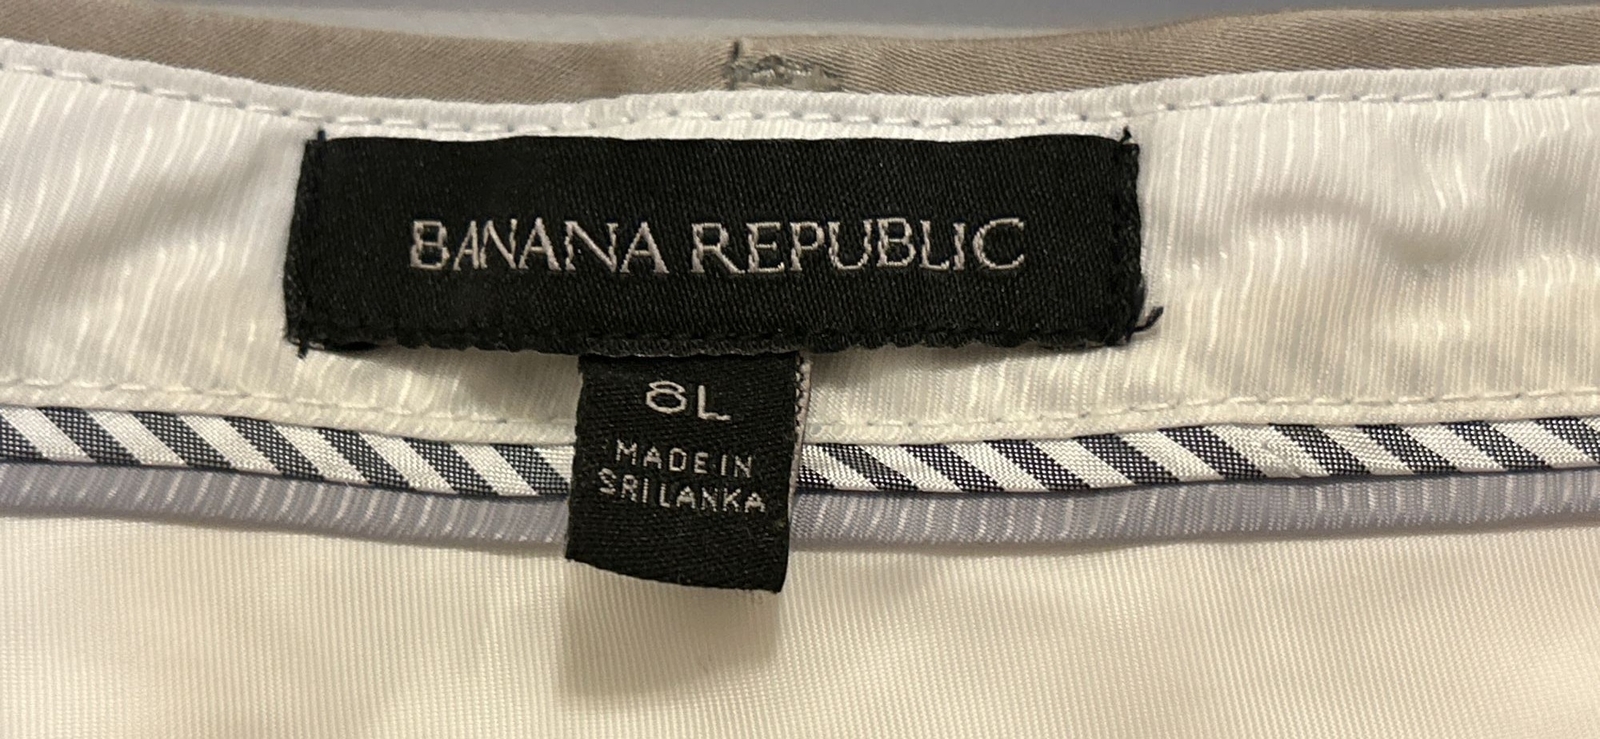 BANANA REPUBLIC
8L
MADE IN
SRI LANKA